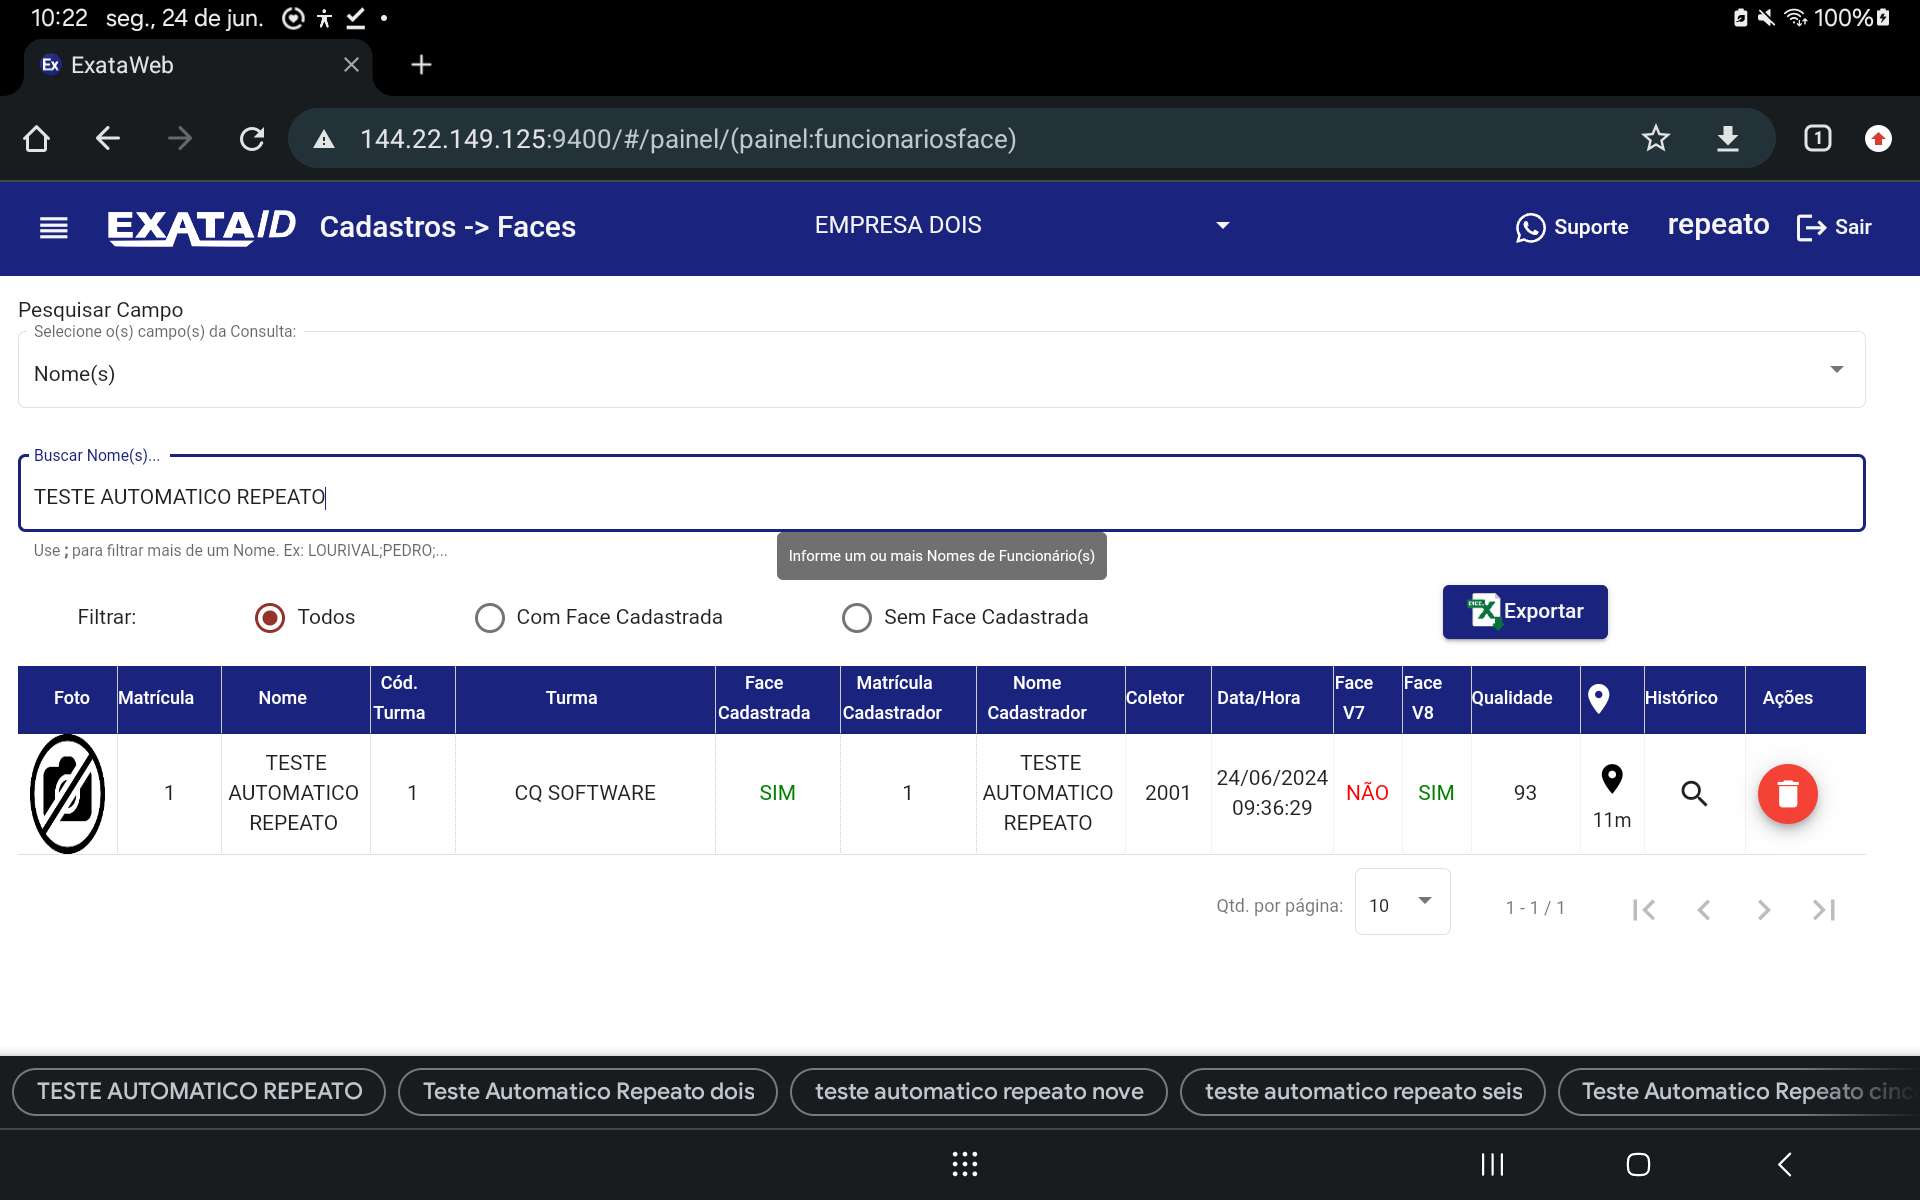 10:22 seg., 24 de jun. 100%
Ex ExataWeb
144.22.149.125:9400/#/painel/(painel:funcionariosface) 1
EXATA/D Cadastros -> Faces EMPRESA DOIS Suporte repeato Sair
Pesquisar Campo
Selecione o(s) campo(s) da Consulta:
Nome(s)
Buscar Nome(s)...
TESTE AUTOMATICO REPEATO
Use ; para filtrar mais de um Nome. Ex: LOURIVAL;PEDRO;...
Informe um ou mais Nomes de Funcionário(s)
Filtrar: Todos Com Face Cadastrada Sem Face Cadastrada Exportar
Foto Matrícula Nome Cód. Turma Turma Face Cadastrada Matrícula Cadastrador Nome Cadastrador Coletor Data/Hora Face V7 Face V8 Qualidade Histórico Ações
1 TESTE AUTOMATICO REPEATO 1 CQ SOFTWARE SIM 1 TESTE AUTOMATICO REPEATO 2001 24/06/2024 09:36:29 NÃO SIM 93 11m
Qtd. por página: 10 1 - 1 / 1
TESTE AUTOMATICO REPEATO Teste Automatico Repeato dois teste automatico repeato nove teste automatico repeato seis Teste Automatico Repeato cinc